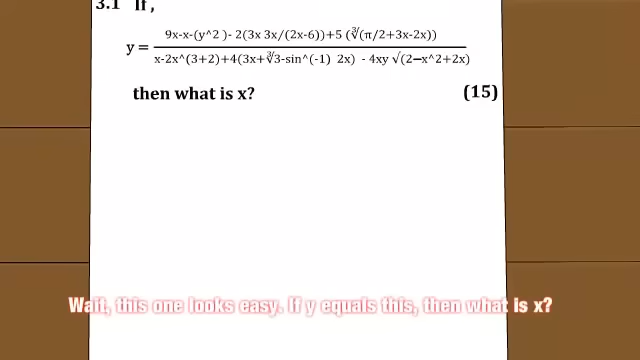 3.1 If,
9x-x-(y^2 )- 2(3x 3x/(2x-6))+5 (∛(π/2+3x-2x))
y =
x-2x^(3+2)+4(3x+∛3-sin^(-1) 2x) - 4xy √(2−x^2+2x)
then what is x? (15)
Wait, this one looks easy. If y equals this, then what is x?